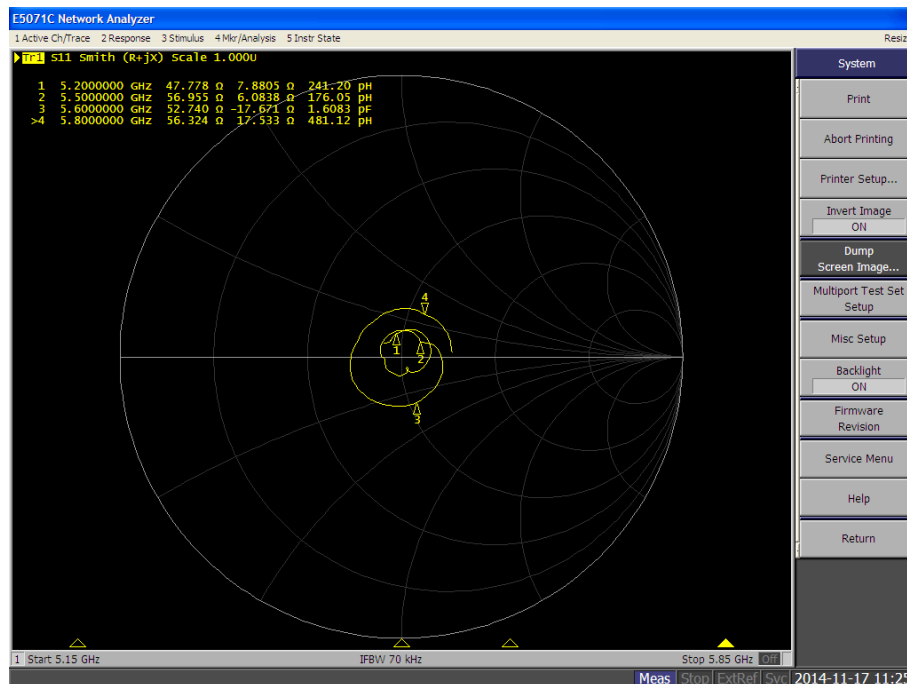 E5071C Network Analyzer
1 Active Ch/Trace 2 Response 3 Stimulus 4 Mkr/Analysis 5 Instr State
Tr1 S11 Smith (R+jX) Scale 1.000U
1 5.2000000 GHz 47.778 Ω 7.8805 Ω 241.20 pH
2 5.5000000 GHz 56.955 Ω 6.0838 Ω 176.05 pH
3 5.6000000 GHz 52.740 Ω -17.671 Ω 1.6083 pF
>4 5.8000000 GHz 56.324 Ω 17.533 Ω 481.12 pH
4
1
2
3
1 Start 5.15 GHz IFBW 70 kHz Stop 5.85 GHz Off
Meas Stop ExtRef Svc 2014-11-17 11:25
Resiz
System
Print
Abort Printing
Printer Setup...
Invert Image
ON
Dump
Screen Image...
Multiport Test Set
Setup
Misc Setup
Backlight
ON
Firmware
Revision
Service Menu
Help
Return